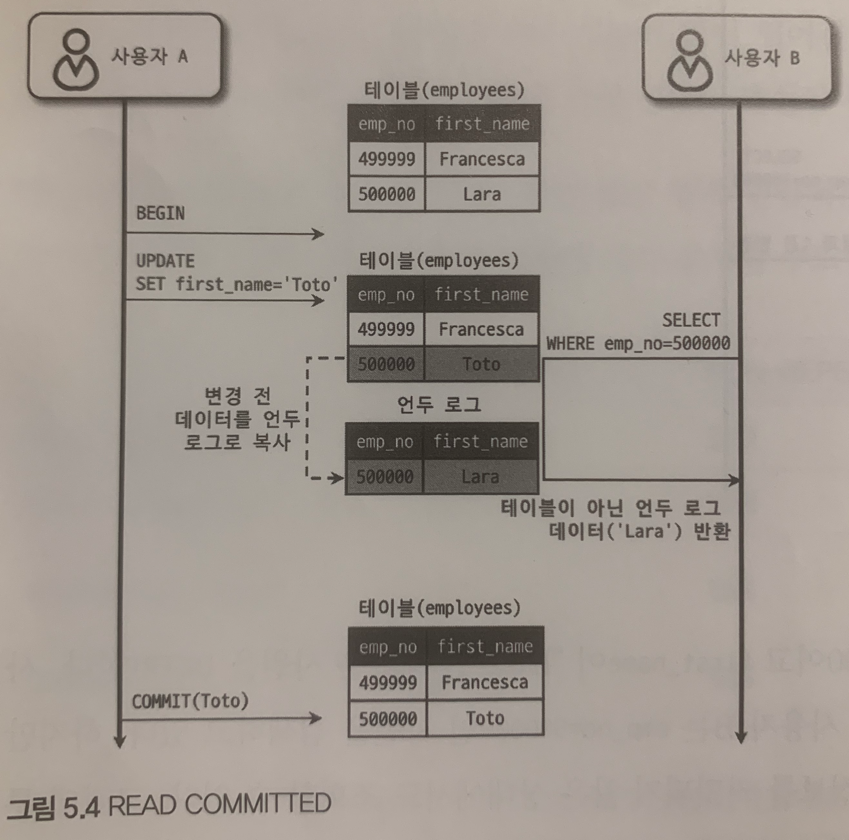 사용자 A
사용자 B
테이블(employees)
emp_no first_name
499999 Francesca
500000 Lara
BEGIN
UPDATE
SET first_name='Toto'
테이블(employees)
emp_no first_name
499999 Francesca
500000 Toto
SELECT
WHERE emp_no=500000
변경 전
데이터를 언두
로그로 복사
언두 로그
emp_no first_name
500000 Lara
테이블이 아닌 언두 로그
데이터('Lara') 반환
테이블(employees)
emp_no first_name
499999 Francesca
500000 Toto
COMMIT(Toto)
그림 5.4 READ COMMITTED